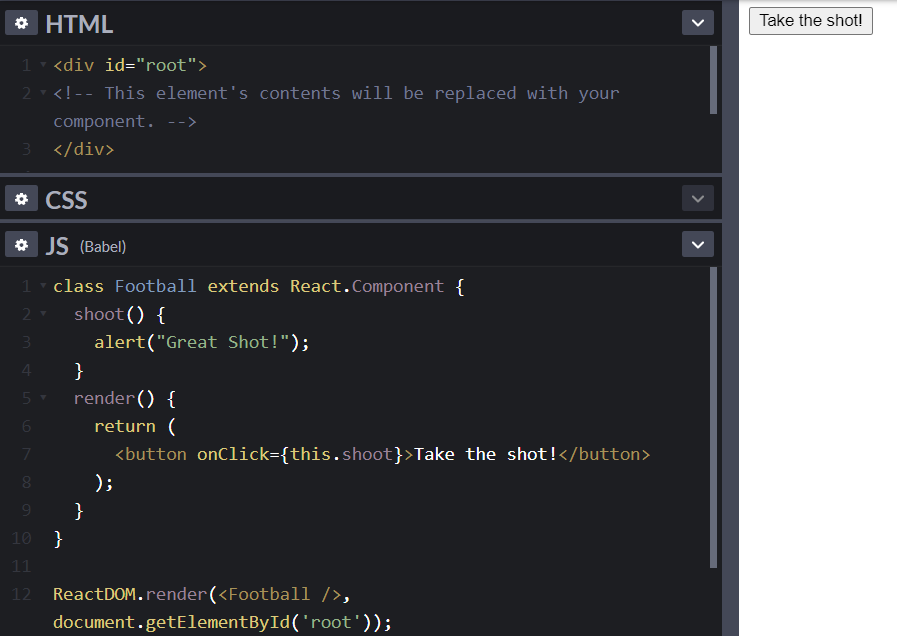 HTML
1 <div id="root">
2 <!-- This element's contents will be replaced with your
component. -->
3 </div>
CSS
JS (Babel)
1 class Football extends React.Component {
2 shoot() {
3 alert("Great Shot!");
4 }
5 render() {
6 return (
7 <button onClick={this.shoot}>Take the shot!</button>
8 );
9 }
10 }
11
12 ReactDOM.render(<Football />,
document.getElementById('root'));
Take the shot!